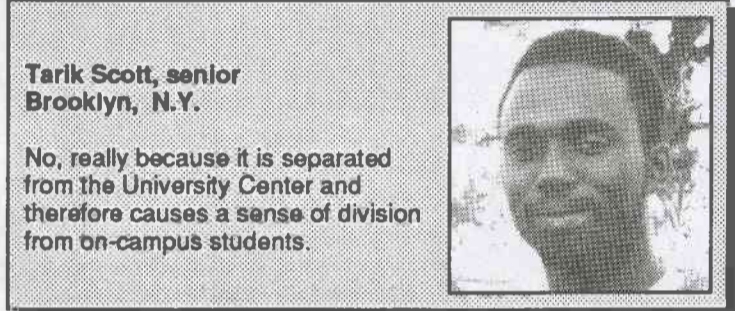 Tarik Scott, senior
Brooklyn, N.Y.
No, really because it is separated
from the University Center and
therefore causes a sense of division
from on-campus students.